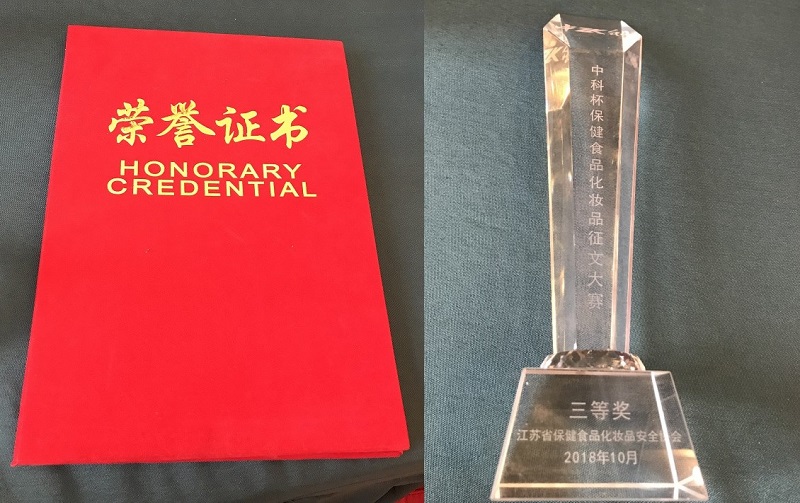 荣誉证书
HONORARY
CREDENTIAL
中科杯保健食品化妆品征文大赛
三等奖
江苏省保健食品化妆品安全协会
2018年10月